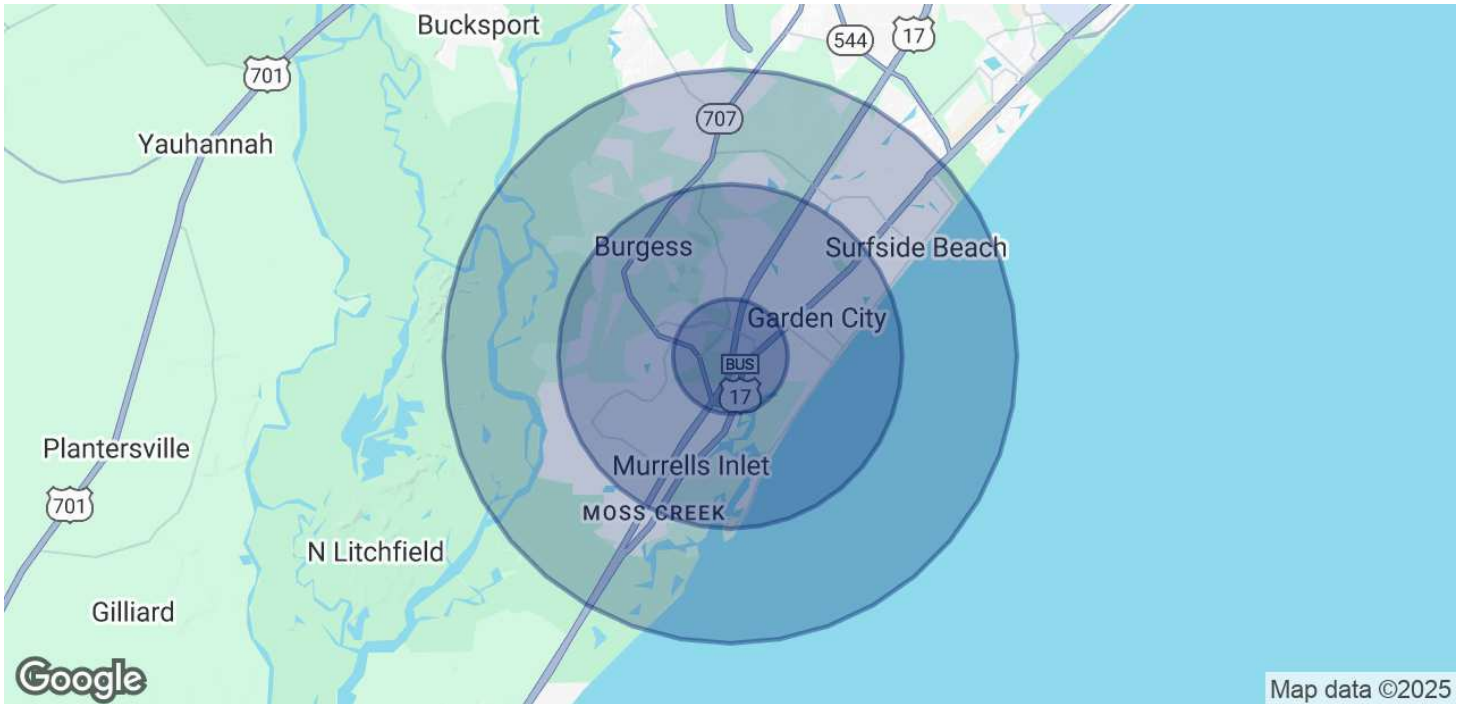 Bucksport
544
17
701
707
Yauhannah
Burgess
Surfside Beach
Garden City
BUS
17
Plantersville
Murrells Inlet
701
MOSS CREEK
N Litchfield
Gilliard
Google
Map data ©2025